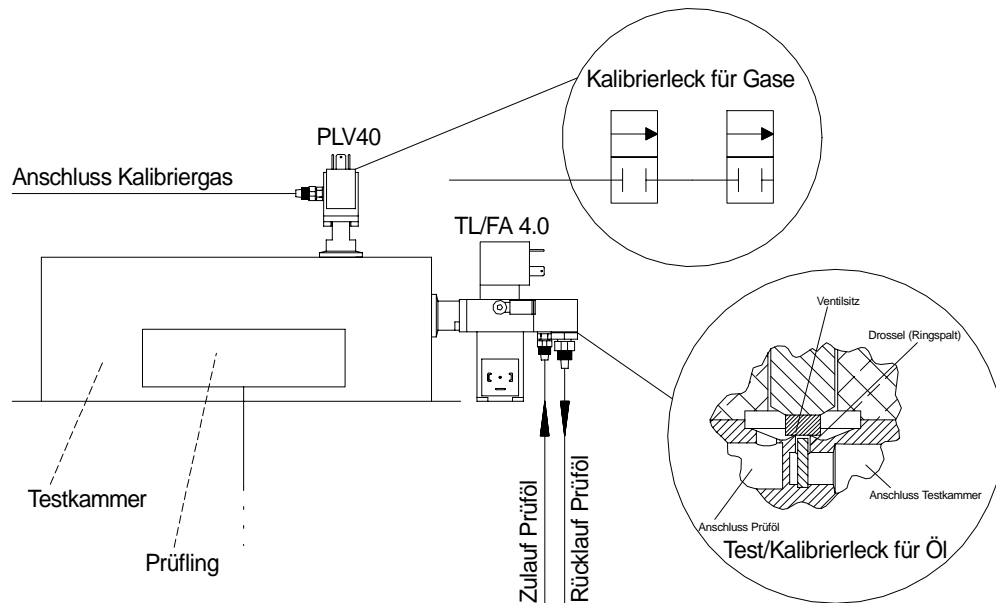 Kalibrierleck für Gase
PLV40
Anschluss Kalibriergas
TL/FA 4.0
Ventilsitz
Drossel (Ringspalt)
Testkammer
Prüfling
Zulauf Prüföl
Rücklauf Prüföl
Anschluss Testkammer
Anschluss Prüföl
Test/Kalibrierleck für Öl